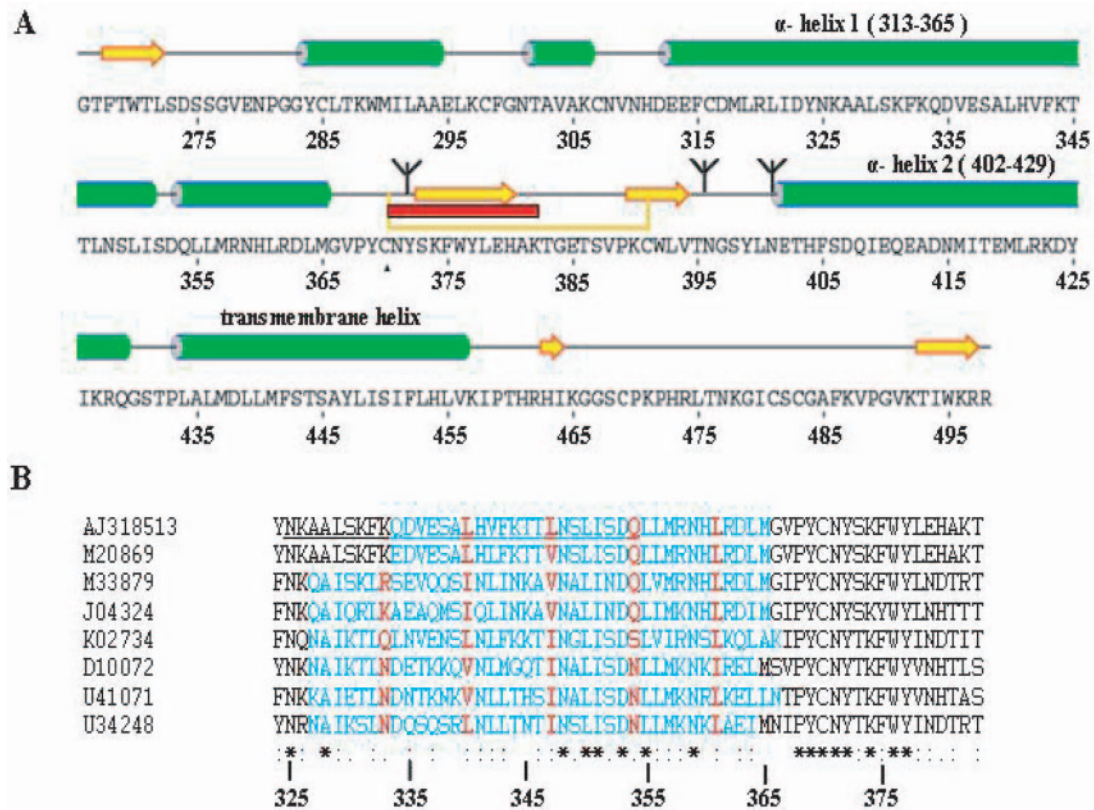 A
α- helix 1 ( 313-365 )
GTFTWTLSDSSGVENPGGYCLTKWMILAAELKCFGNTAVAKCNVNHDEEFCDMLRLIDYNKAALSKFKQDVESALHVFKT
275 285 295 305 315 325 335 345
α- helix 2 ( 402-429)
TLNSLISDQLLMRNHLRDLMGVPYCNYSKFWYLEHAKTGETSVPKCWLVTNGSYLNETHFSDQIEQEADNMITEMLRKDY
355 365 375 385 395 405 415 425
transmembrane helix
IKRQGSTPLALMDLLMFSTSAYLISIFLHLVKIPTHRHIKGGSCPKPHRLTNKGICSCGAFKVPGVKTIWKRR
435 445 455 465 475 485 495
B
AJ318513 YNKAALSKFKQDVESALHVFKTTLNSLISDQLLMRNHLRDLMGVPYCNYSKFWYLEHAKT
M20869 YNKAALSKFKEDVESALHLFKTTVNSLISDQLLMRNHLRDLMGVPYCNYSKFWYLEHAKT
M33879 FNKQAISKLRSEVQQSINLINKAVNALINDQLVMRNHLRDLMGIPYCNYSKFWYLNDTRT
J04324 FNKQAIQRLKAEAQMSIQLINKAVNALINDQLIMKNHLRDIMGIPYCNYSKYWYLNHTTT
K02734 FNQNAIKTLQLNVENSLNLFKKTINGLISDSLVIRNSLKQLAKIPYCNYTKFWYINDTIT
D10072 YNKNAIKTLNDETKKQVNLMGQTINALISDNLLMKNKIRELMSVPYCNYTKFWYVNHTLS
U41071 FNKKAIETLNDNTKNKVNLLTHSINALISDNLLMKNRLKELLNTPYCNYTKFWYVNHTAS
U34248 YNRNAIKSLNDQSQSRLNLLTNTINSLISDNLLMKNKLAEIMNIPYCNYTKFWYINDTRT
325 335 345 355 365 375